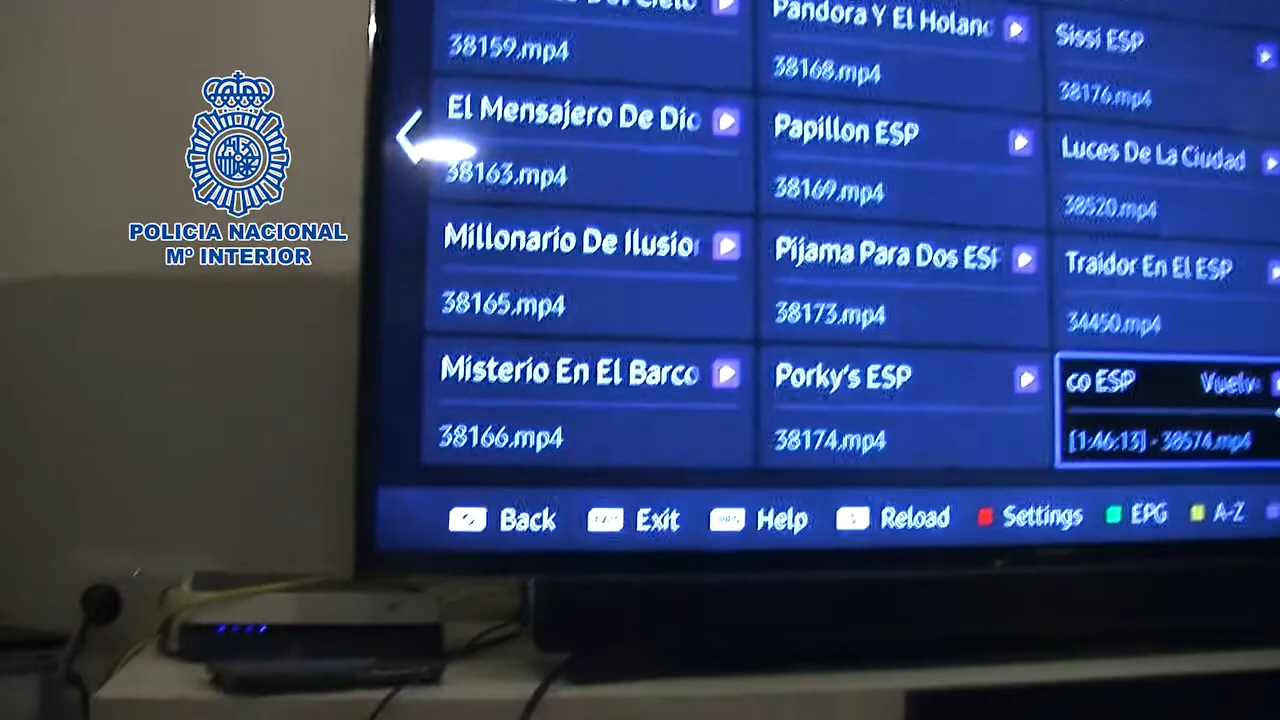 Pandora Y El Holanc
Sissi ESP
38159.mp4
38168.mp4
38176.mp4
El Mensajero De Dio
Papillon ESP
Luces De La Ciudad
38163.mp4
38169.mp4
38520.mp4
Millonario De Ilusio
Pijama Para Dos ESP
Traidor En El ESP
38165.mp4
38173.mp4
34450.mp4
Misterio En El Barco
Porky's ESP
co ESP Vuelv
38166.mp4
38174.mp4
[1:46:13] - 38574.mp4
Back Exit Help Reload Settings EPG A-Z
POLICIA NACIONAL
Mº INTERIOR